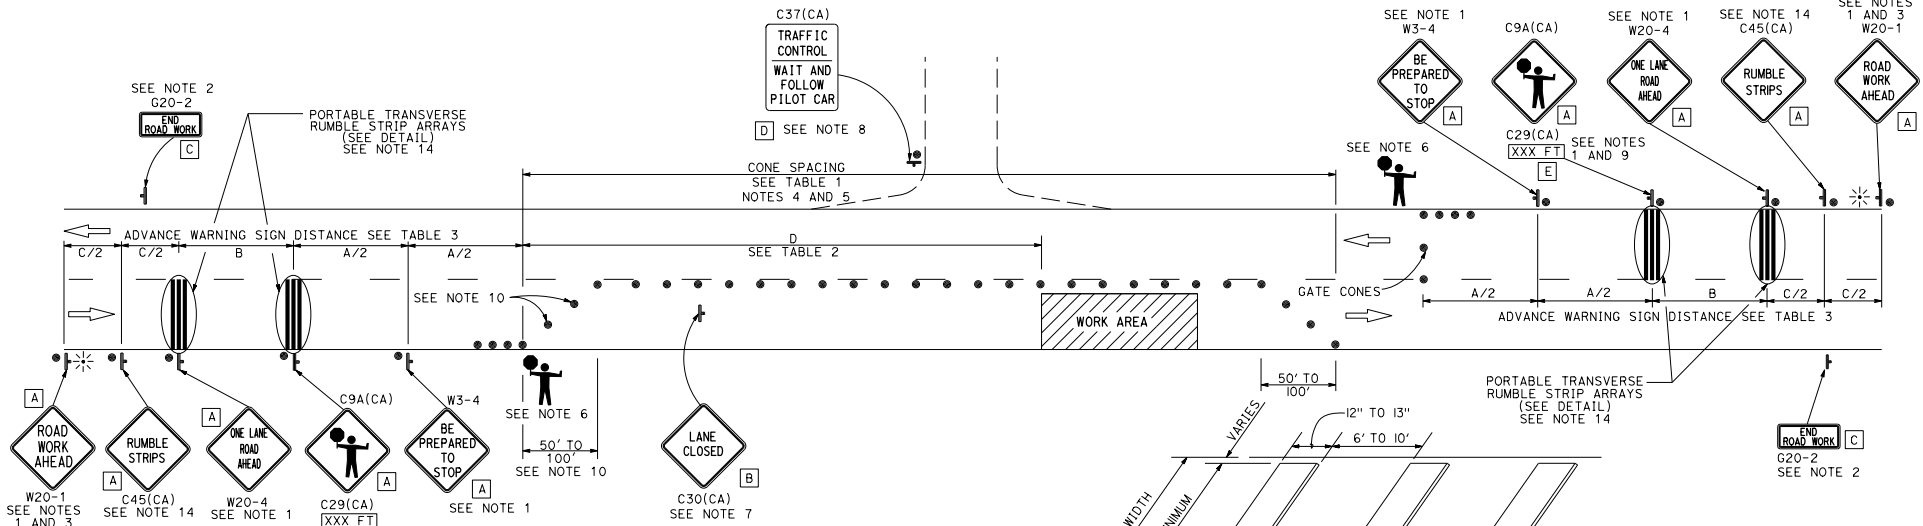 C37(CA)
TRAFFIC
CONTROL
WAIT AND
FOLLOW
PILOT CAR
D SEE NOTE 8
SEE NOTE 2
G20-2
END
ROAD WORK
C
PORTABLE TRANSVERSE
RUMBLE STRIP ARRAYS
(SEE DETAIL)
SEE NOTE 14
CONE SPACING
SEE TABLE 1
NOTES 4 AND 5
SEE NOTE 1
W3-4
BE
PREPARED
TO
STOP
A
C9A(CA)
A
C29(CA)
XXX FT
E
SEE NOTES
1 AND 9
SEE NOTE 1
W20-4
ONE LANE
ROAD
AHEAD
A
SEE NOTE 14
C45(CA)
RUMBLE
STRIPS
A
SEE NOTES
1 AND 3
W20-1
ROAD
WORK
AHEAD
A
SEE NOTE 6
ADVANCE WARNING SIGN DISTANCE SEE TABLE 3
C/2 C/2 B A/2 A/2
D
SEE TABLE 2
SEE NOTE 10
GATE CONES
WORK AREA
A/2 A/2 B C/2 C/2
ADVANCE WARNING SIGN DISTANCE SEE TABLE 3
A
ROAD
WORK
AHEAD
W20-1
SEE NOTES
1 AND 3
RUMBLE
STRIPS
A
C45(CA)
SEE NOTE 14
A
ONE LANE
ROAD
AHEAD
W20-4
SEE NOTE 1
C9A(CA)
A
C29(CA)
XXX FT
W3-4
BE
PREPARED
TO
STOP
A
SEE NOTE 1
SEE NOTE 6
50' TO
100'
SEE NOTE 10
LANE
CLOSED
B
C30(CA)
SEE NOTE 7
50' TO
100'
VARIES
12" TO 13"
6' TO 10'
WIDTH
PORTABLE TRANSVERSE
RUMBLE STRIP ARRAYS
(SEE DETAIL)
SEE NOTE 14
END
ROAD WORK
C
G20-2
SEE NOTE 2